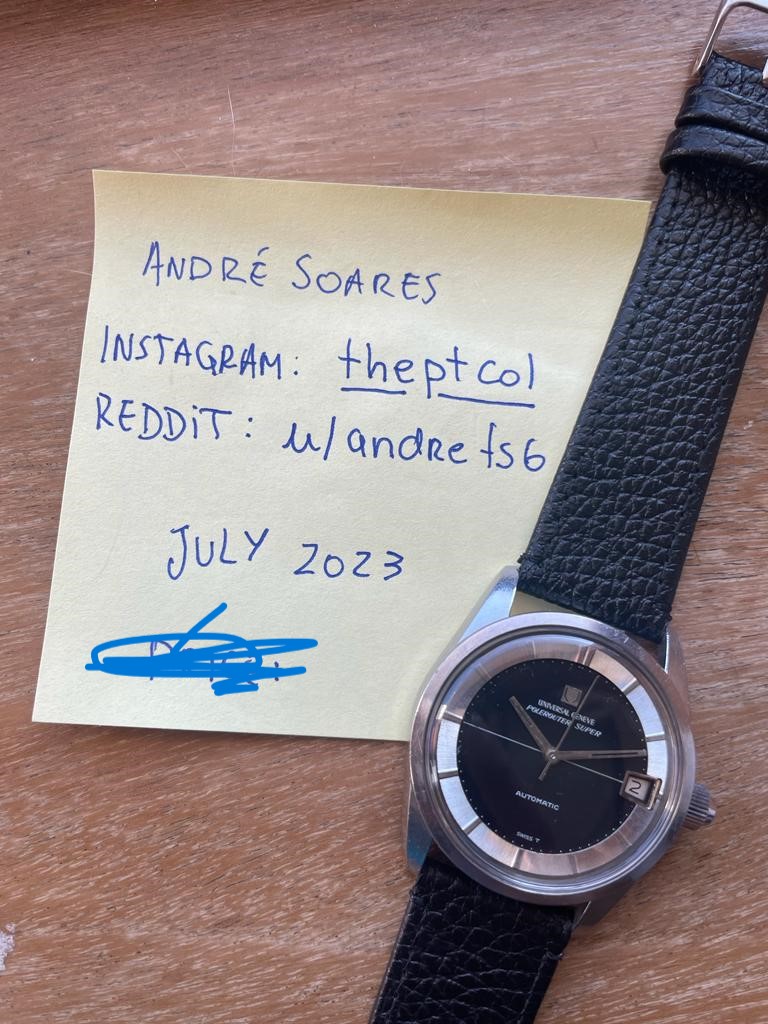 ANDRÉ SOARES
INSTAGRAM: theptcol
REDDIT: u/andrefs6
JULY 2023
UNIVERSAL GENEVE
POLEROUTER SUPER
2
AUTOMATIC
SWISS T